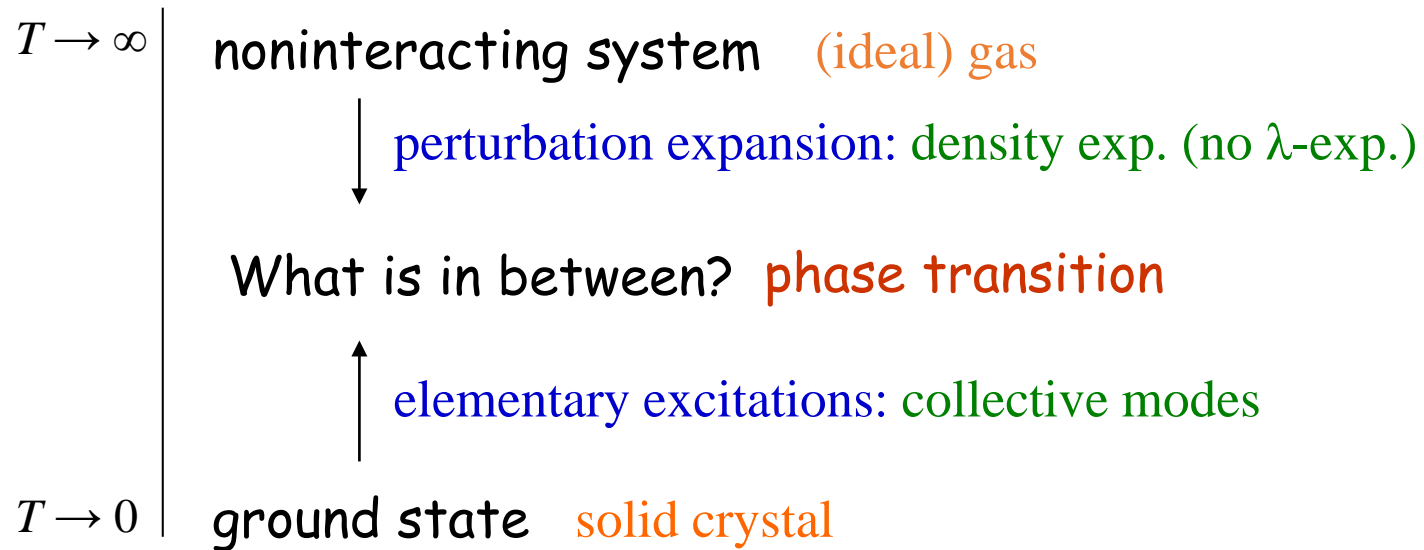 T → ∞ noninteracting system (ideal) gas
perturbation expansion: density exp. (no λ-exp.)
What is in between? phase transition
elementary excitations: collective modes
T → 0 ground state solid crystal